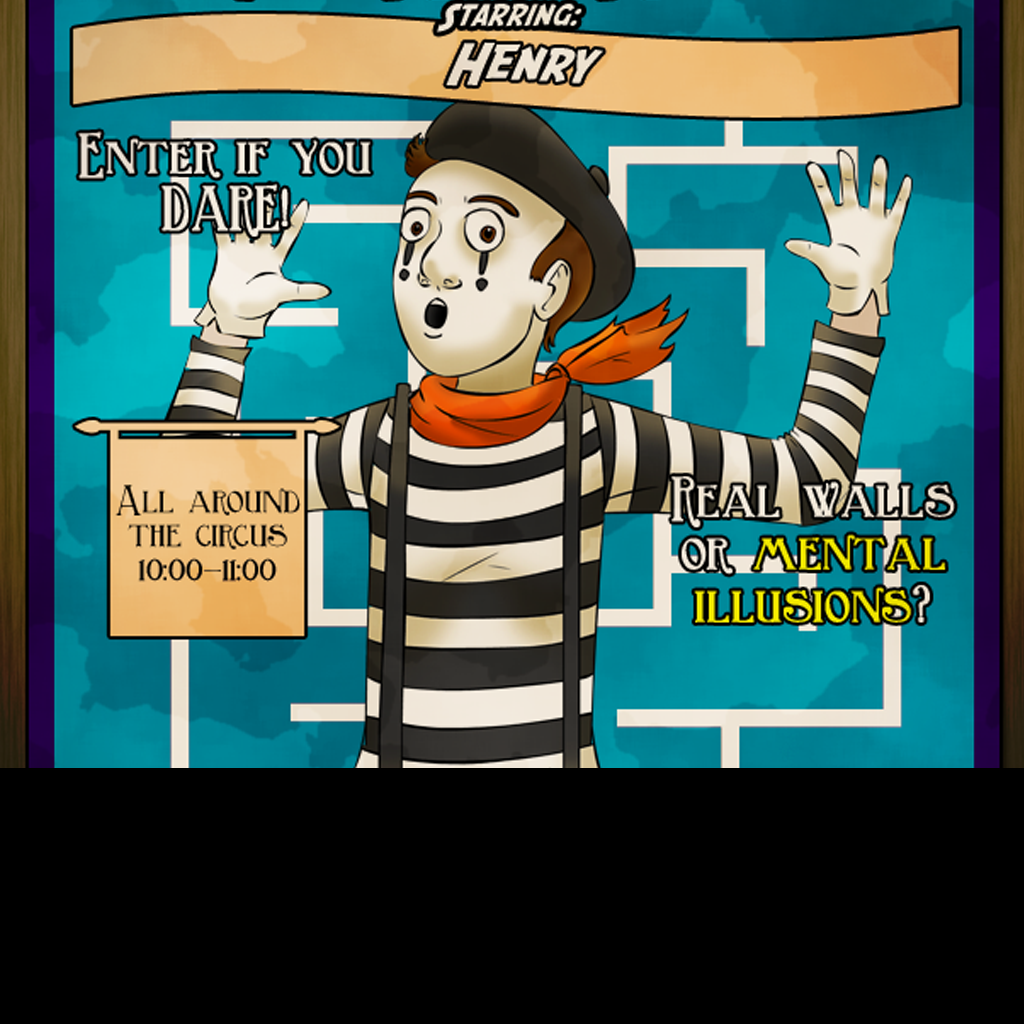 STARRING:
HENRY
ENTER IF YOU
DARE!
ALL AROUND
THE CIRCUS
10:00–11:00
REAL WALLS
OR MENTAL
ILLUSIONS?